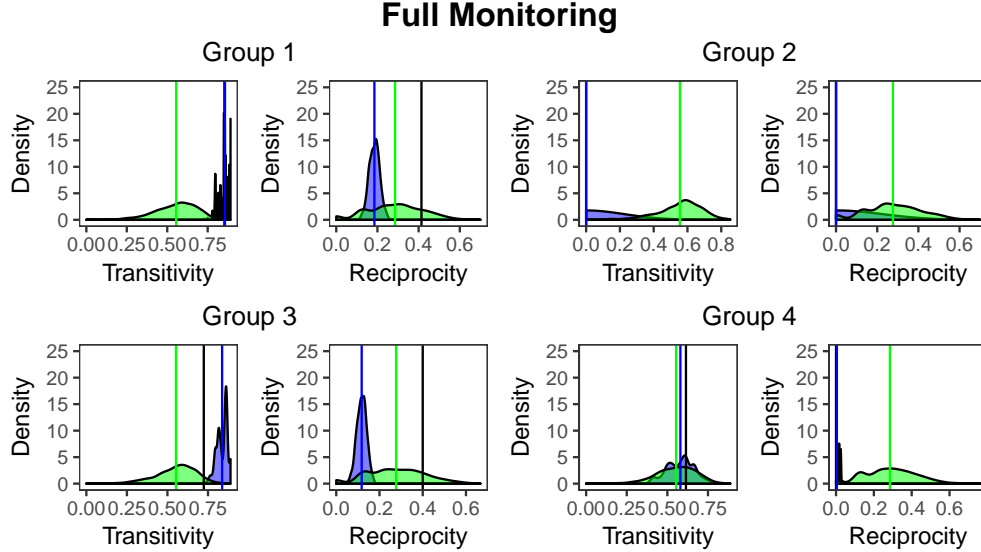 Full Monitoring
Group 1
Group 2
Density
25
20
15
10
5
0
0.00 0.25 0.50 0.75
Transitivity
Density
25
20
15
10
5
0
0.0 0.2 0.4 0.6
Reciprocity
Density
25
20
15
10
5
0
0.0 0.2 0.4 0.6 0.8
Transitivity
Density
25
20
15
10
5
0
0.0 0.2 0.4 0.6
Reciprocity
Group 3
Group 4
Density
25
20
15
10
5
0
0.00 0.25 0.50 0.75
Transitivity
Density
25
20
15
10
5
0
0.0 0.2 0.4 0.6
Reciprocity
Density
25
20
15
10
5
0
0.00 0.25 0.50 0.75
Transitivity
Density
25
20
15
10
5
0
0.0 0.2 0.4 0.6
Reciprocity